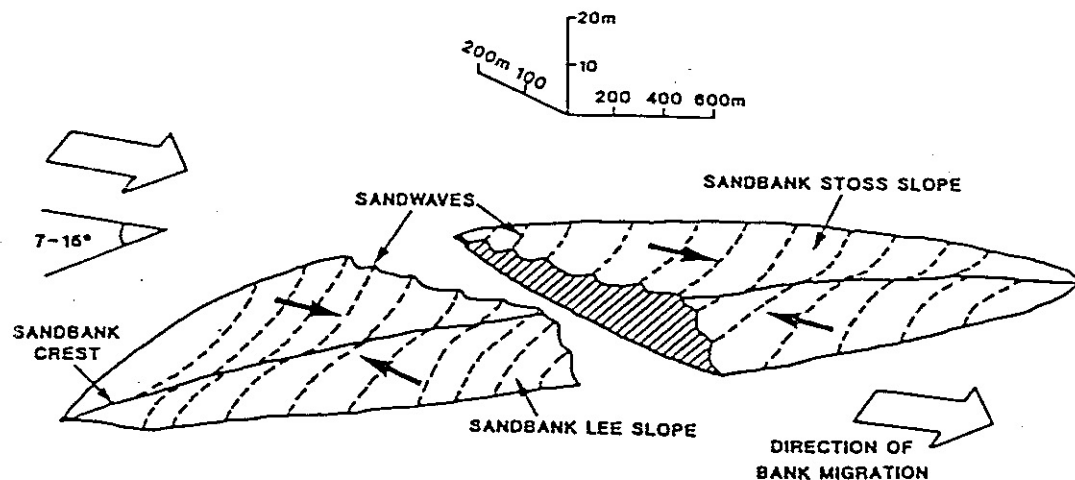 20m
10
200m 100
200 400 600m
SANDBANK STOSS SLOPE
SANDWAVES
7-15°
SANDBANK
CREST
SANDBANK LEE SLOPE
DIRECTION OF
BANK MIGRATION